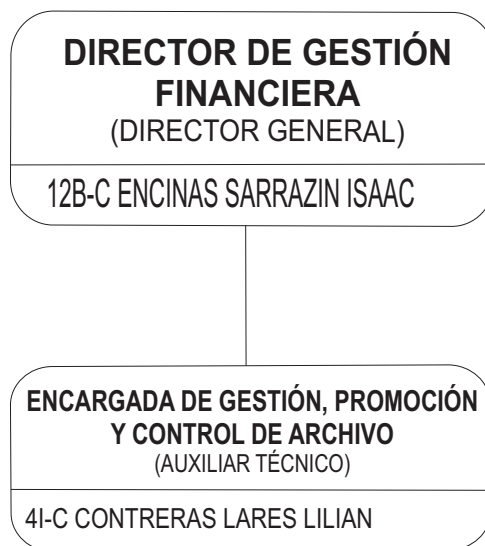 DIRECTOR DE GESTIÓN
FINANCIERA
(DIRECTOR GENERAL)
12B-C ENCINAS SARRAZIN ISAAC
ENCARGADA DE GESTIÓN, PROMOCIÓN
Y CONTROL DE ARCHIVO
(AUXILIAR TÉCNICO)
4I-C CONTRERAS LARES LILIAN